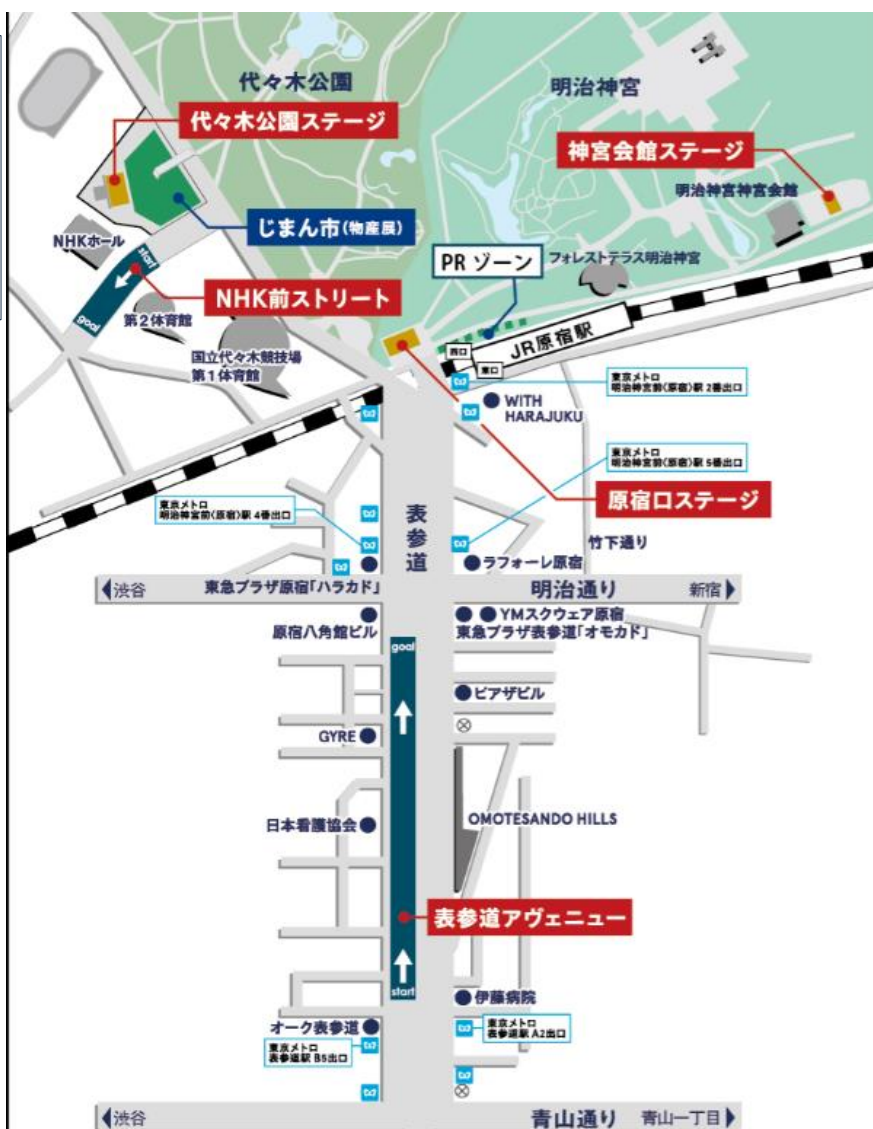 代々木公園
明治神宮
代々木公園ステージ
神宮会館ステージ
明治神宮神宮会館
じまん市(物産展)
NHKホール
start
PR ゾーン
フォレストテラス明治神宮
NHK前ストリート
goal
第2体育館
国立代々木競技場
第1体育館
JR原宿駅
西口
東口
東京メトロ
明治神宮前〈原宿〉駅 2番出口
WITH
HARAJUKU
東京メトロ
明治神宮前〈原宿〉駅 5番出口
原宿口ステージ
東京メトロ
明治神宮前〈原宿〉駅 4番出口
表参道
竹下通り
ラフォーレ原宿
渋谷
東急プラザ原宿「ハラカド」
明治通り
新宿
原宿八角館ビル
YMスクウェア原宿
東急プラザ表参道「オモカド」
goal
ピアザビル
GYRE
日本看護協会
OMOTESANDO HILLS
表参道アヴェニュー
start
伊藤病院
オーク表参道
東京メトロ
表参道駅 A2出口
東京メトロ
表参道駅 B5出口
渋谷
青山通り
青山一丁目